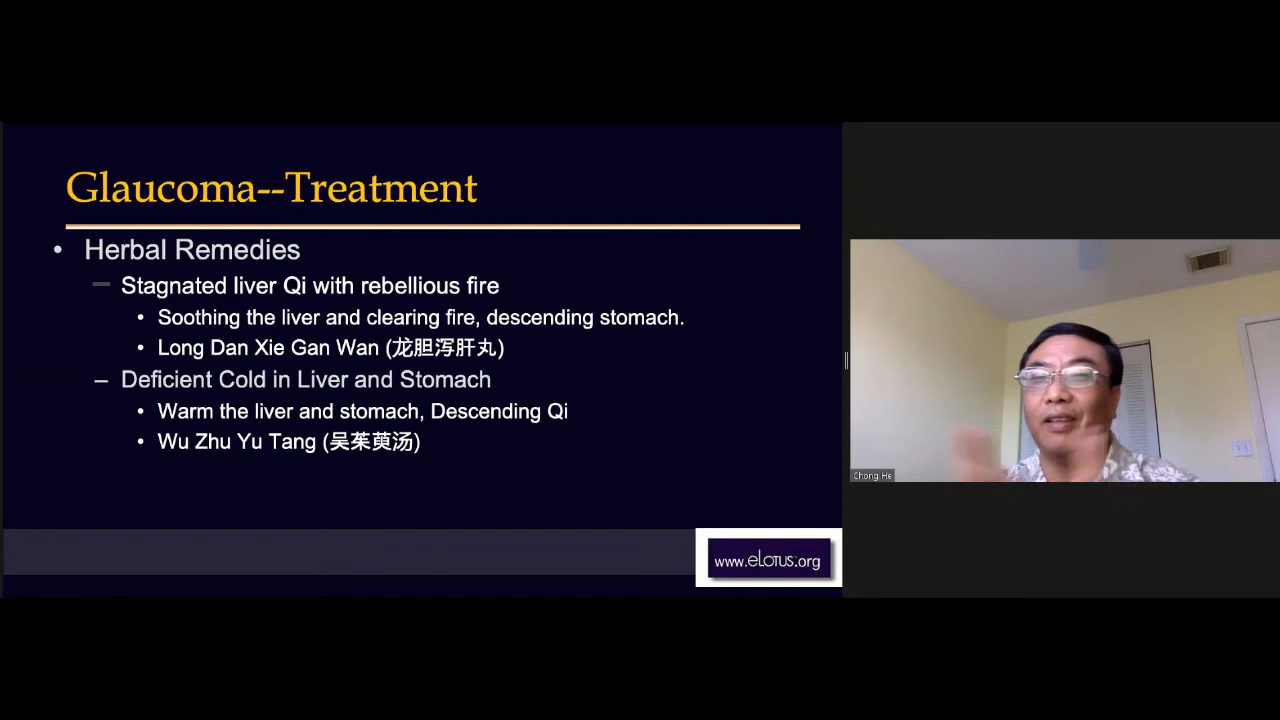 Glaucoma--Treatment
• Herbal Remedies
– Stagnated liver Qi with rebellious fire
• Soothing the liver and clearing fire, descending stomach.
• Long Dan Xie Gan Wan (龙胆泻肝丸)
– Deficient Cold in Liver and Stomach
• Warm the liver and stomach, Descending Qi
• Wu Zhu Yu Tang (吴茱萸汤)
www.eLotus.org
Chong He